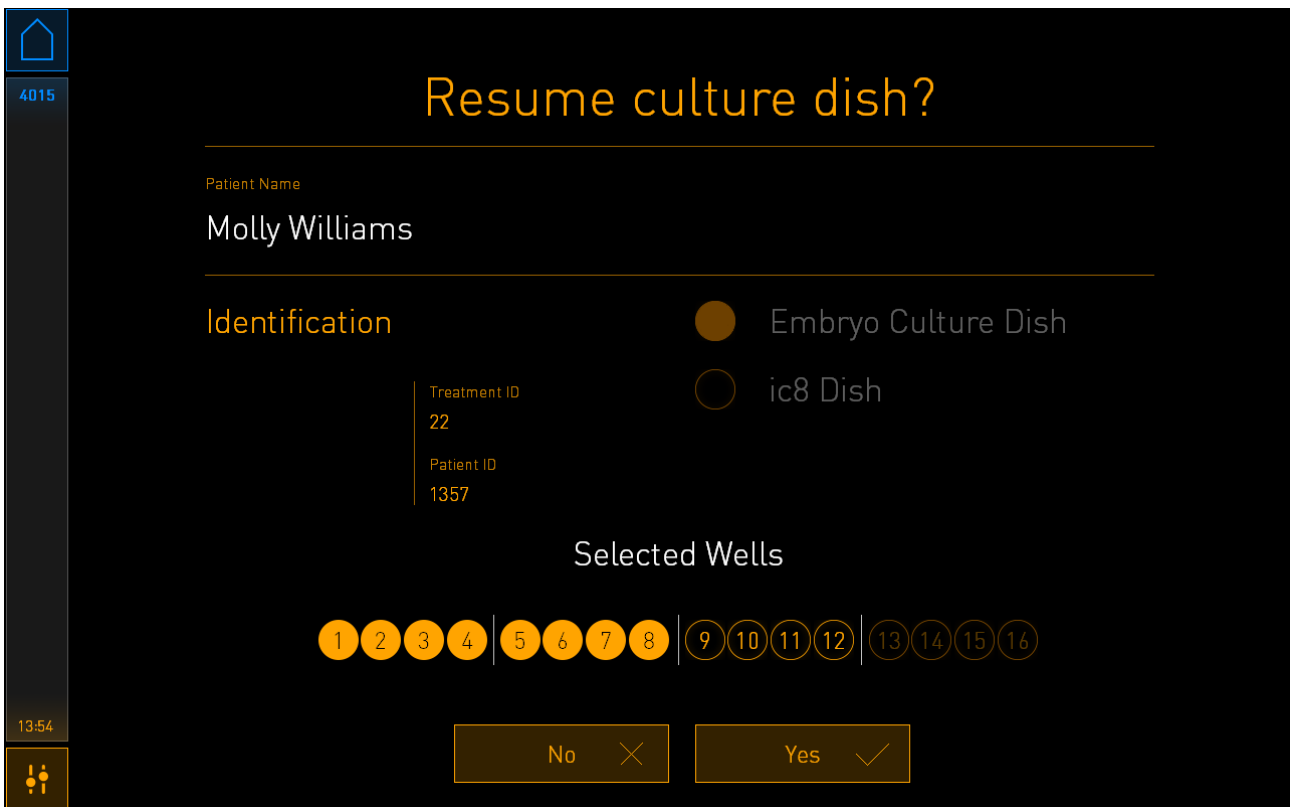 4015
Resume culture dish?
Patient Name
Molly Williams
Identification
Embryo Culture Dish
ic8 Dish
Treatment ID
22
Patient ID
1357
Selected Wells
1 2 3 4 5 6 7 8 9 10 11 12 13 14 15 16
13:54
No Yes